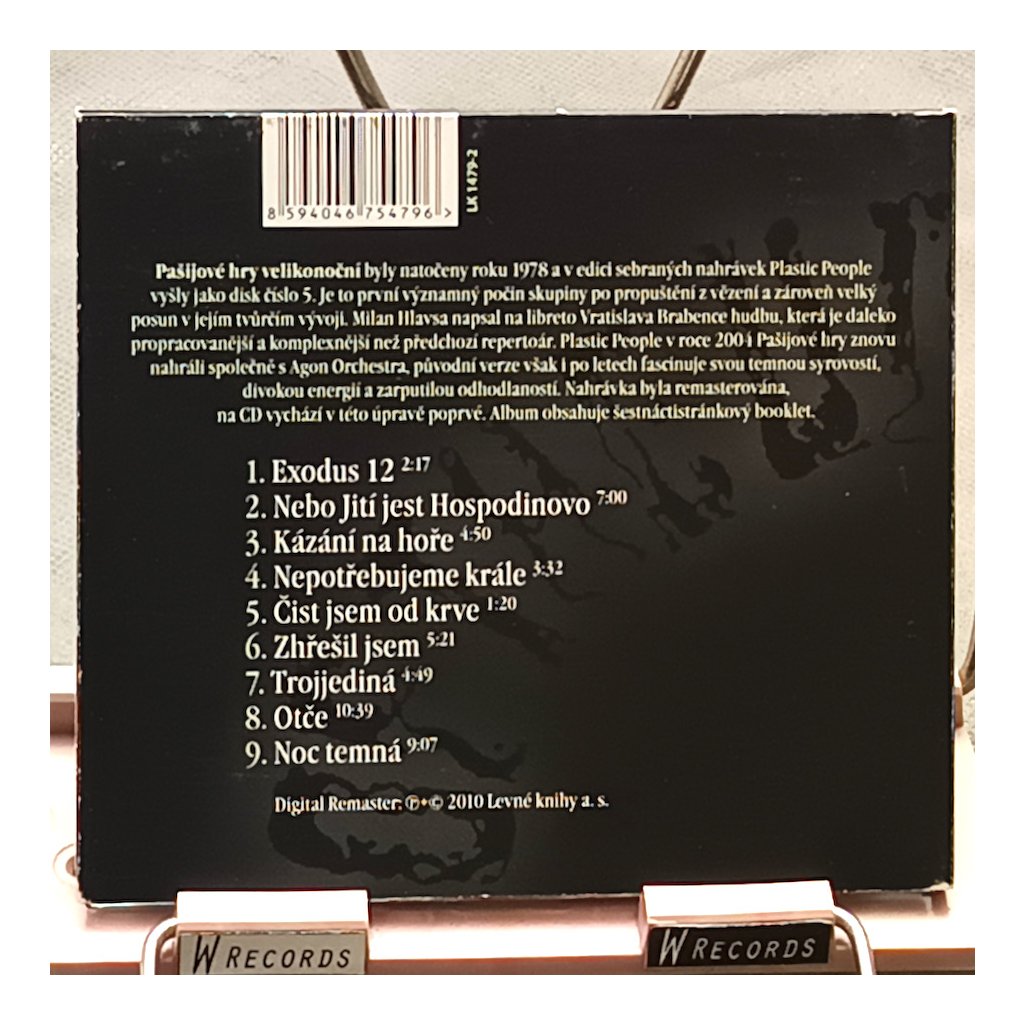 8 594046 754796 >
LK 1479-2
Pašijové hry velikonoční byly natočeny roku 1978 a v edici sebraných nahrávek Plastic People
vyšly jako disk číslo 5. Je to první významný počin skupiny po propuštění z vězení a zároveň velký
posun v jejím tvůrčím vývoji. Milan Hlavsa napsal na libreto Vratislava Brabence hudbu, která je daleko
propracovanější a komplexnější než předchozí repertoár. Plastic People v roce 2004 Pašijové hry znovu
nahráli společně s Agon Orchestra, původní verze však i po letech fascinuje svou temnou syrovostí,
divokou energií a zarputilou odhodlaností. Nahrávka byla remasterována,
na CD vychází v této úpravě poprvé. Album obsahuje šestnáctistránkový booklet.
1. Exodus 12 2:17
2. Nebo Jití jest Hospodinovo 7:00
3. Kázání na hoře 4:50
4. Nepotřebujeme krále 3:32
5. Čist jsem od krve 1:20
6. Zhřešil jsem 5:21
7. Trojjediná 4:49
8. Otče 10:39
9. Noc temná 9:07
Digital Remaster: ℗•© 2010 Levné knihy a. s.
W RECORDS
W RECORDS